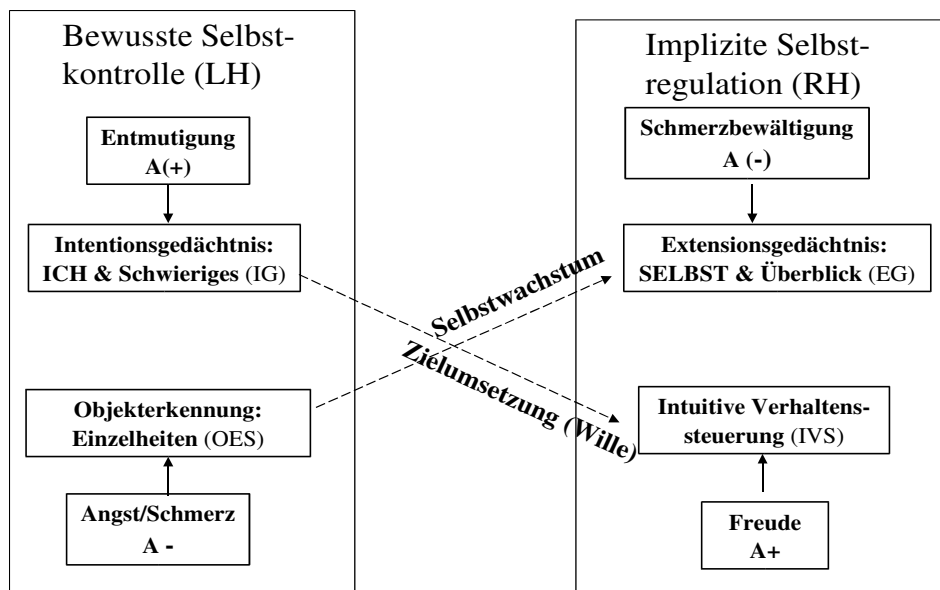 Bewusste Selbst-
kontrolle (LH)
Entmutigung
A(+)
Intentionsgedächtnis:
ICH & Schwieriges (IG)
Objekterkennung:
Einzelheiten (OES)
Angst/Schmerz
A -
Selbstwachstum
Zielumsetzung (Wille)
Implizite Selbst-
regulation (RH)
Schmerzbewältigung
A (-)
Extensionsgedächtnis:
SELBST & Überblick (EG)
Intuitive Verhaltens-
steuerung (IVS)
Freude
A+